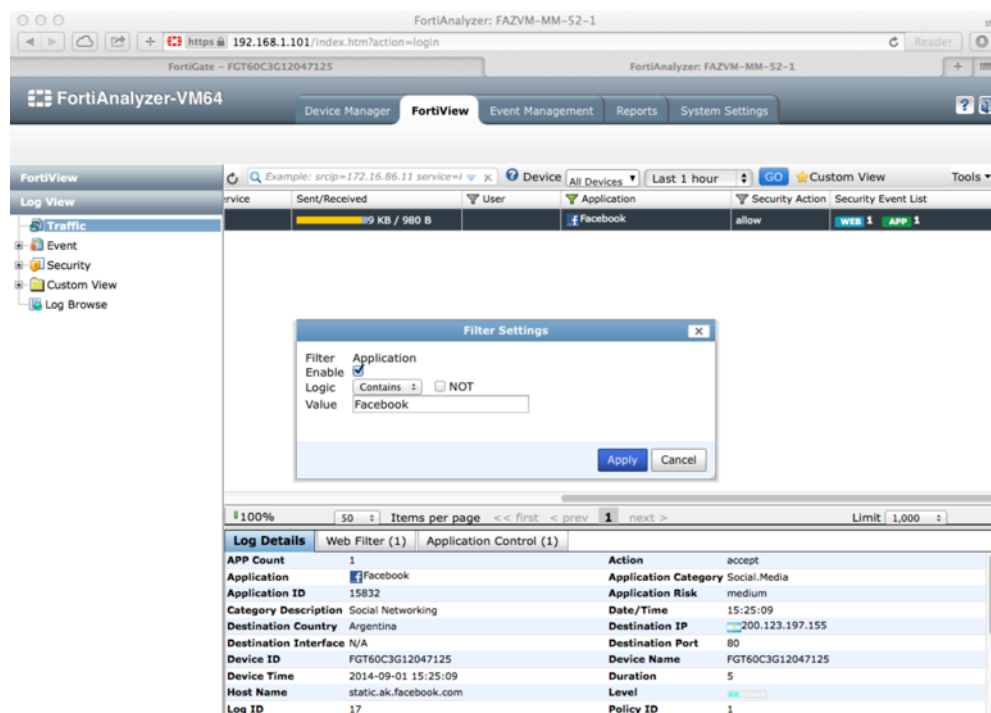 FortiAnalyzer: FAZVM-MM-52-1
https 192.168.1.101/index.htm?action=login Reader
FortiGate – FGT60C3G12047125 FortiAnalyzer: FAZVM-MM-52-1
FortiAnalyzer-VM64
Device Manager FortiView Event Management Reports System Settings
FortiView
Example: srcip=172.16.86.11 service= Device All Devices Last 1 hour GO Custom View Tools
Log View
rvice Sent/Received User Application Security Action Security Event List
Traffic
9 KB / 980 B Facebook allow WEB 1 APP 1
Event
Security
Custom View
Log Browse
Filter Settings
Filter Application
Enable
Logic Contains NOT
Value Facebook
Apply Cancel
100% 50 Items per page << first < prev 1 next > Limit 1,000
Log Details Web Filter (1) Application Control (1)
APP Count 1 Action accept
Application Facebook Application Category Social.Media
Application ID 15832 Application Risk medium
Category Description Social Networking Date/Time 15:25:09
Destination Country Argentina Destination IP 200.123.197.155
Destination Interface N/A Destination Port 80
Device ID FGT60C3G12047125 Device Name FGT60C3G12047125
Device Time 2014-09-01 15:25:09 Duration 5
Host Name static.ak.facebook.com Level
Log ID 17 Policy ID 1